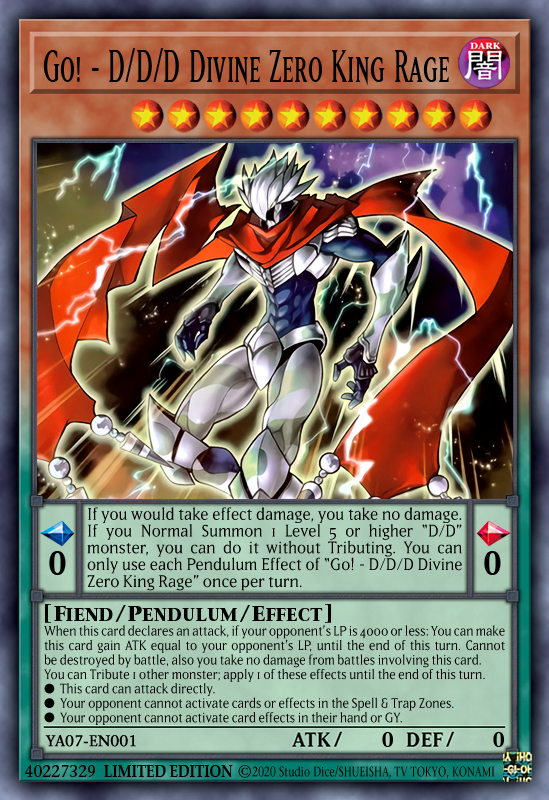 Go! - D/D/D Divine Zero King Rage
DARK
闇
If you would take effect damage, you take no damage.
If you Normal Summon 1 Level 5 or higher "D/D"
monster, you can do it without Tributing. You can
only use each Pendulum Effect of "Go! - D/D/D Divine
Zero King Rage" once per turn.
0
0
[Fiend/Pendulum/Effect]
When this card declares an attack, if your opponent's LP is 4000 or less: You can make
this card gain ATK equal to your opponent's LP, until the end of this turn. Cannot
be destroyed by battle, also you take no damage from battles involving this card.
You can Tribute 1 other monster; apply 1 of these effects until the end of this turn.
● This card can attack directly.
● Your opponent cannot activate cards or effects in the Spell & Trap Zones.
● Your opponent cannot activate card effects in their hand or GY.
YA07-EN001
ATK/ 0 DEF/ 0
40227329 LIMITED EDITION ©2020 Studio Dice/SHUEISHA, TV TOKYO, KONAMI